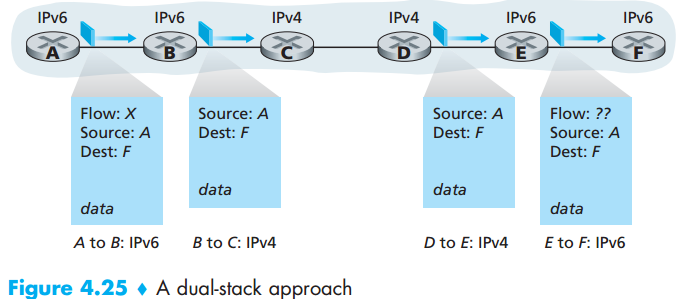 IPv6 IPv6 IPv4 IPv4 IPv6 IPv6
A B C D E F
Flow: X
Source: A
Dest: F
data
Source: A
Dest: F
data
Source: A
Dest: F
data
Flow: ??
Source: A
Dest: F
data
A to B: IPv6 B to C: IPv4 D to E: IPv4 E to F: IPv6
Figure 4.25 ♦ A dual-stack approach